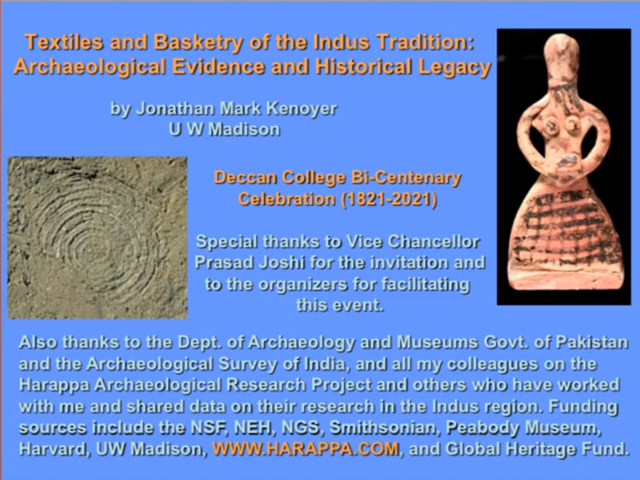 Textiles and Basketry of the Indus Tradition:
Archaeological Evidence and Historical Legacy
by Jonathan Mark Kenoyer
U W Madison
Deccan College Bi-Centenary
Celebration (1821-2021)
Special thanks to Vice Chancellor
Prasad Joshi for the invitation and
to the organizers for facilitating
this event.
Also thanks to the Dept. of Archaeology and Museums Govt. of Pakistan
and the Archaeological Survey of India, and all my colleagues on the
Harappa Archaeological Research Project and others who have worked
with me and shared data on their research in the Indus region. Funding
sources include the NSF, NEH, NGS, Smithsonian, Peabody Museum,
Harvard, UW Madison, WWW.HARAPPA.COM, and Global Heritage Fund.